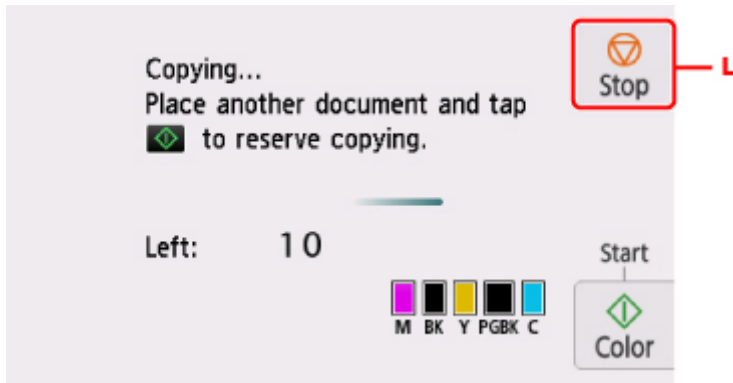 Copying...
Place another document and tap
to reserve copying.
Stop
L
Left: 10
M BK Y PGBK C
Start
Color